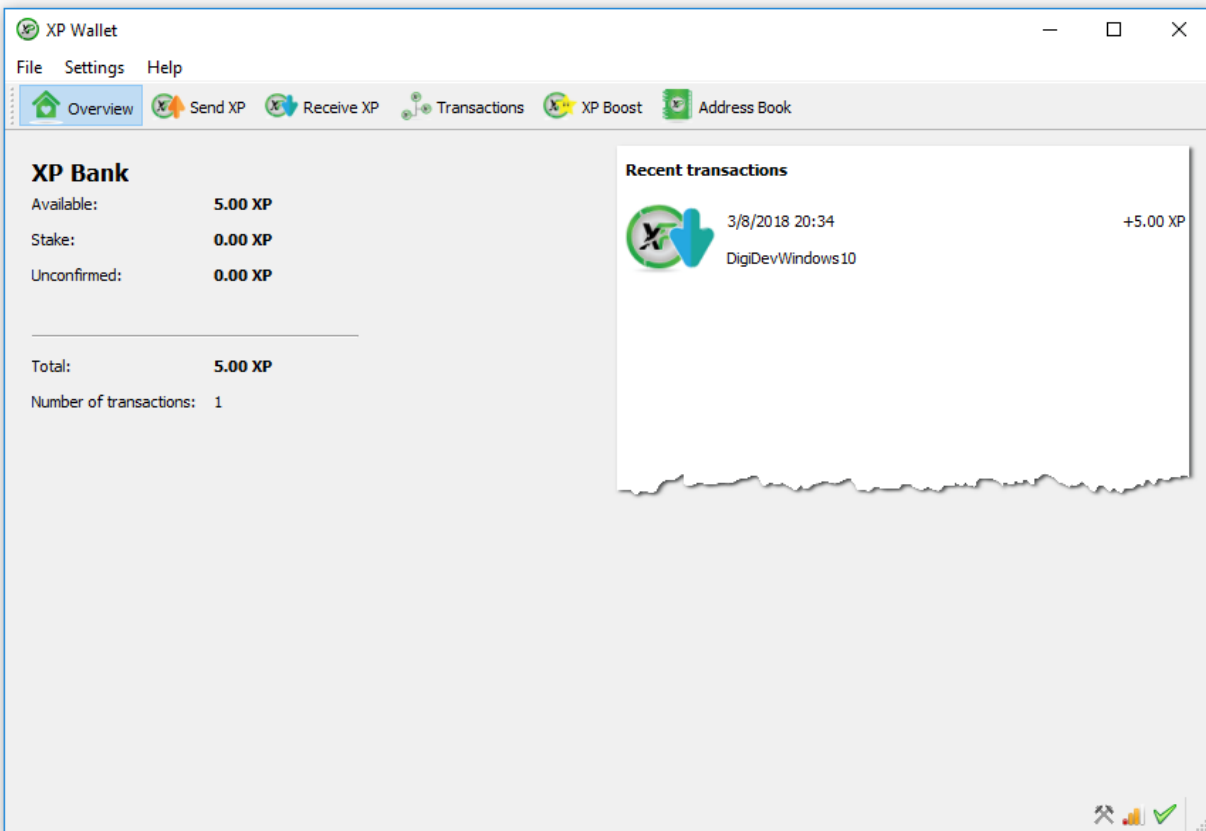 XP Wallet
File Settings Help
Overview Send XP Receive XP Transactions XP Boost Address Book
XP Bank
Available: 5.00 XP
Stake: 0.00 XP
Unconfirmed: 0.00 XP
Total: 5.00 XP
Number of transactions: 1
Recent transactions
3/8/2018 20:34 +5.00 XP
DigiDevWindows10